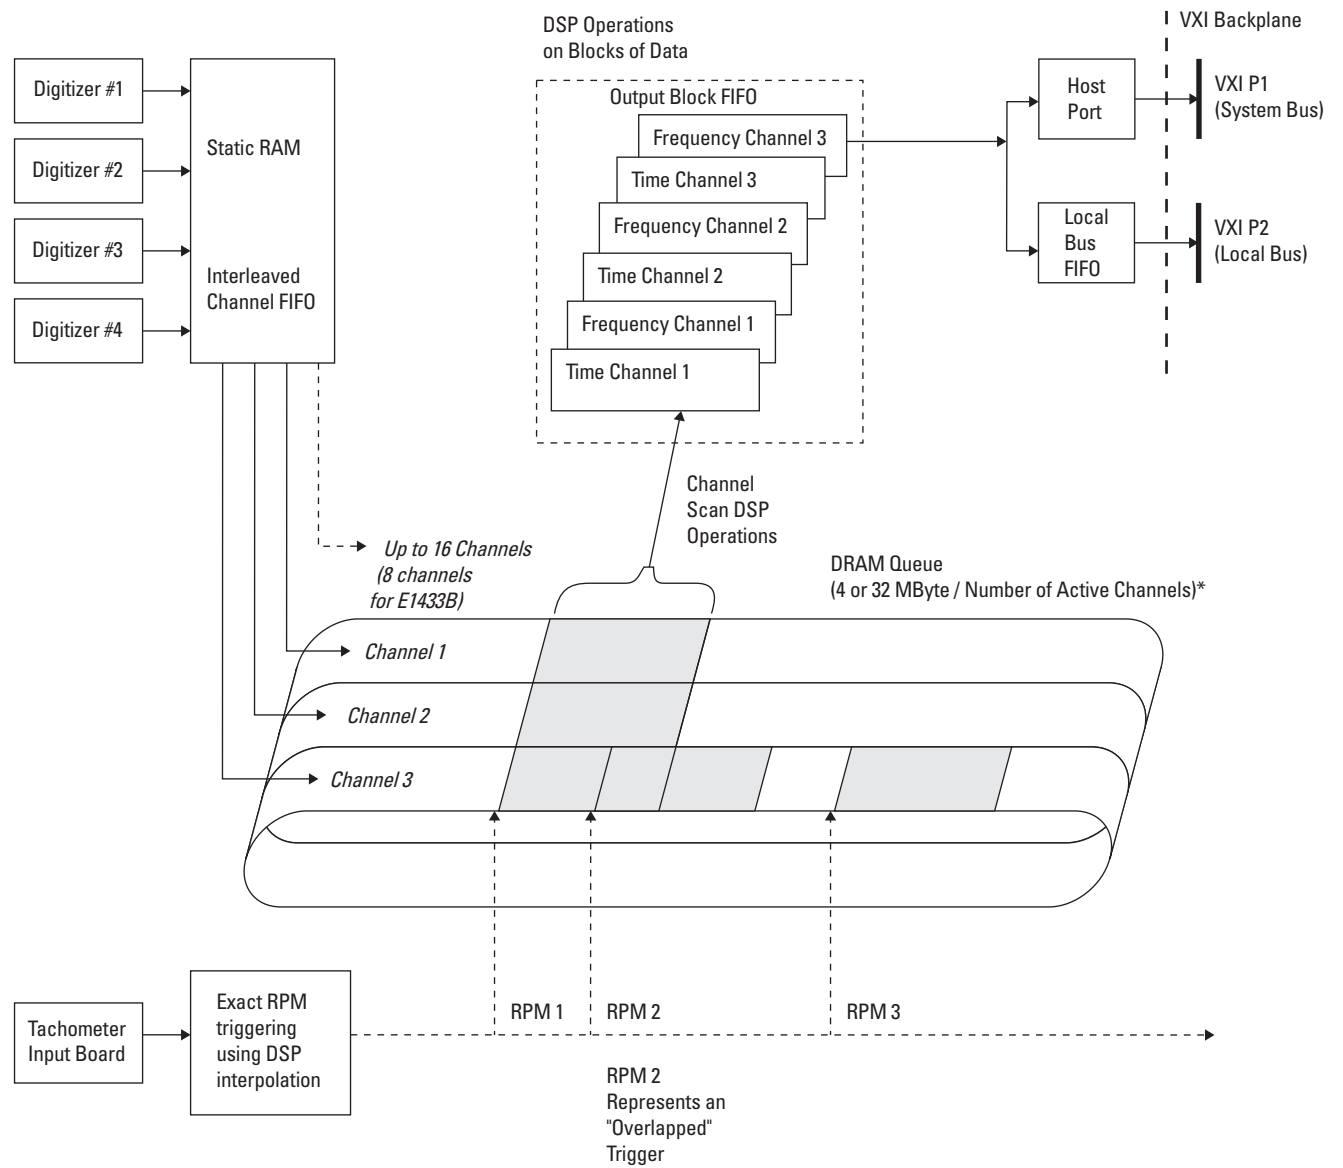 DSP Operations
on Blocks of Data
VXI Backplane
Digitizer #1
Digitizer #2
Digitizer #3
Digitizer #4
Static RAM
Interleaved
Channel FIFO
Output Block FIFO
Frequency Channel 3
Time Channel 3
Frequency Channel 2
Time Channel 2
Frequency Channel 1
Time Channel 1
Host
Port
VXI P1
(System Bus)
Local
Bus
FIFO
VXI P2
(Local Bus)
Channel
Scan DSP
Operations
Up to 16 Channels
(8 channels
for E1433B)
DRAM Queue
(4 or 32 MByte / Number of Active Channels)*
Channel 1
Channel 2
Channel 3
Tachometer
Input Board
Exact RPM
triggering
using DSP
interpolation
RPM 1
RPM 2
RPM 3
RPM 2
Represents an
"Overlapped"
Trigger